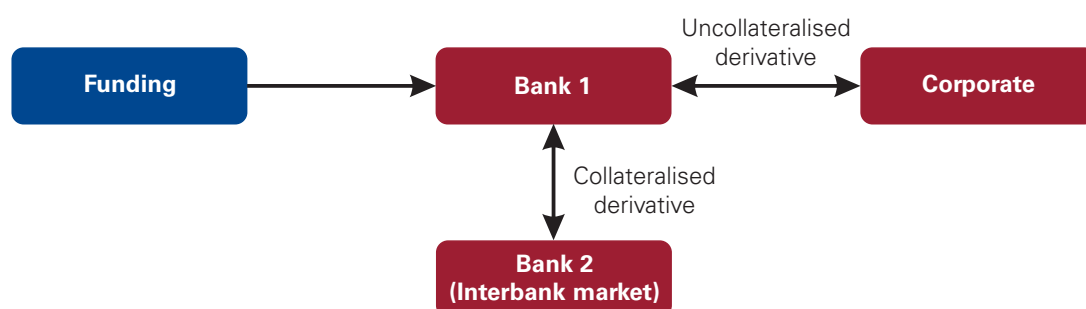 Uncollateralised
derivative
Funding
Bank 1
Corporate
Collateralised
derivative
Bank 2
(Interbank market)